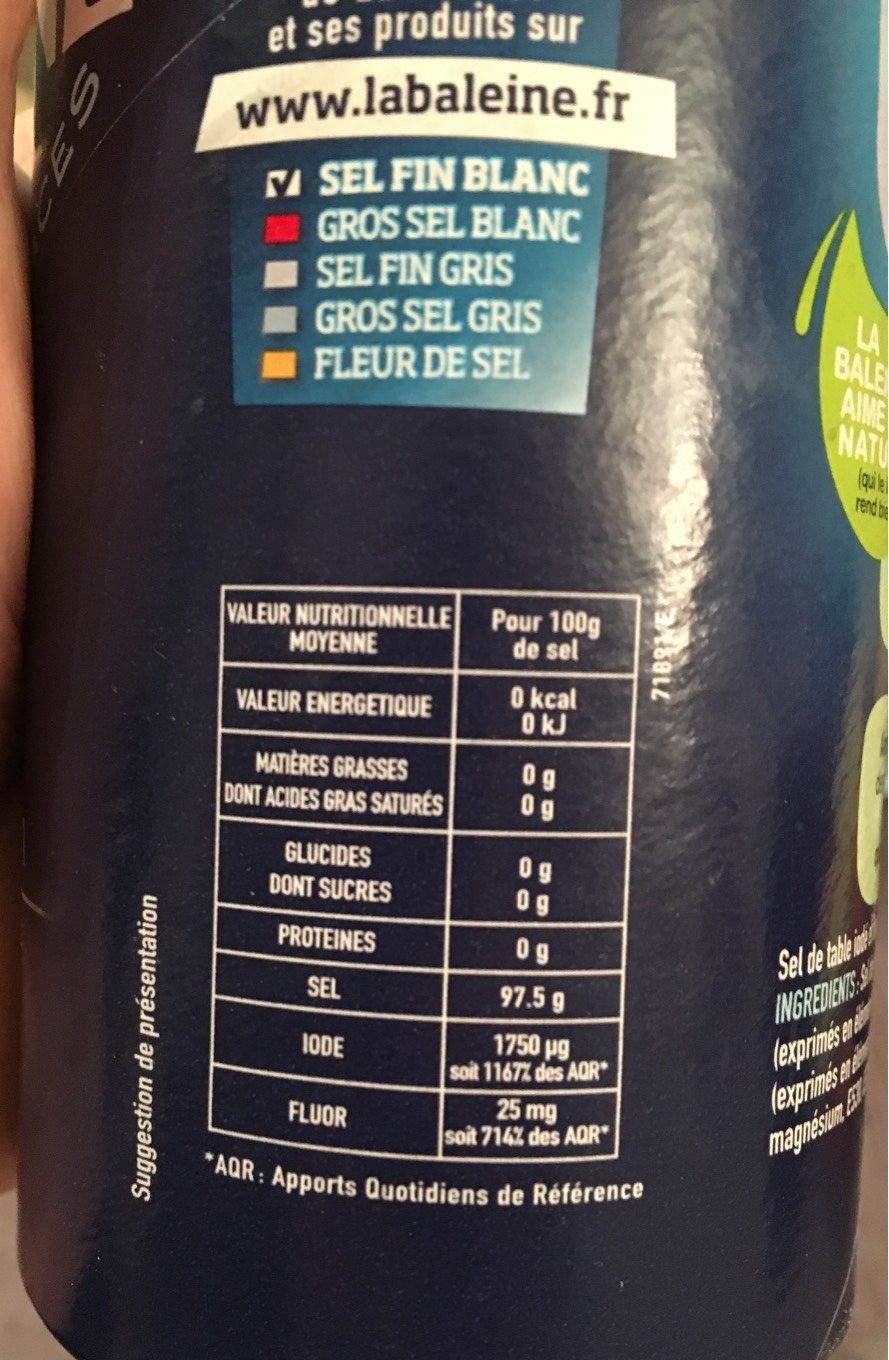 et ses produits sur
www.labaleine.fr
SEL FIN BLANC
GROS SEL BLANC
SEL FIN GRIS
GROS SEL GRIS
FLEUR DE SEL
VALEUR NUTRITIONNELLE MOYENNE Pour 100g de sel
VALEUR ENERGETIQUE 0 kcal
0 kJ
MATIÈRES GRASSES 0 g
DONT ACIDES GRAS SATURÉS 0 g
GLUCIDES 0 g
DONT SUCRES 0 g
PROTEINES 0 g
SEL 97.5 g
IODE 1750 µg
soit 1167% des AQR*
FLUOR 25 mg
soit 714% des AQR*
*AQR : Apports Quotidiens de Référence
Suggestion de présentation
LA
AIME
(qui
rend
Sel de table
INGREDIENTS :
(exprimés en
(exprimés en
magnésium,